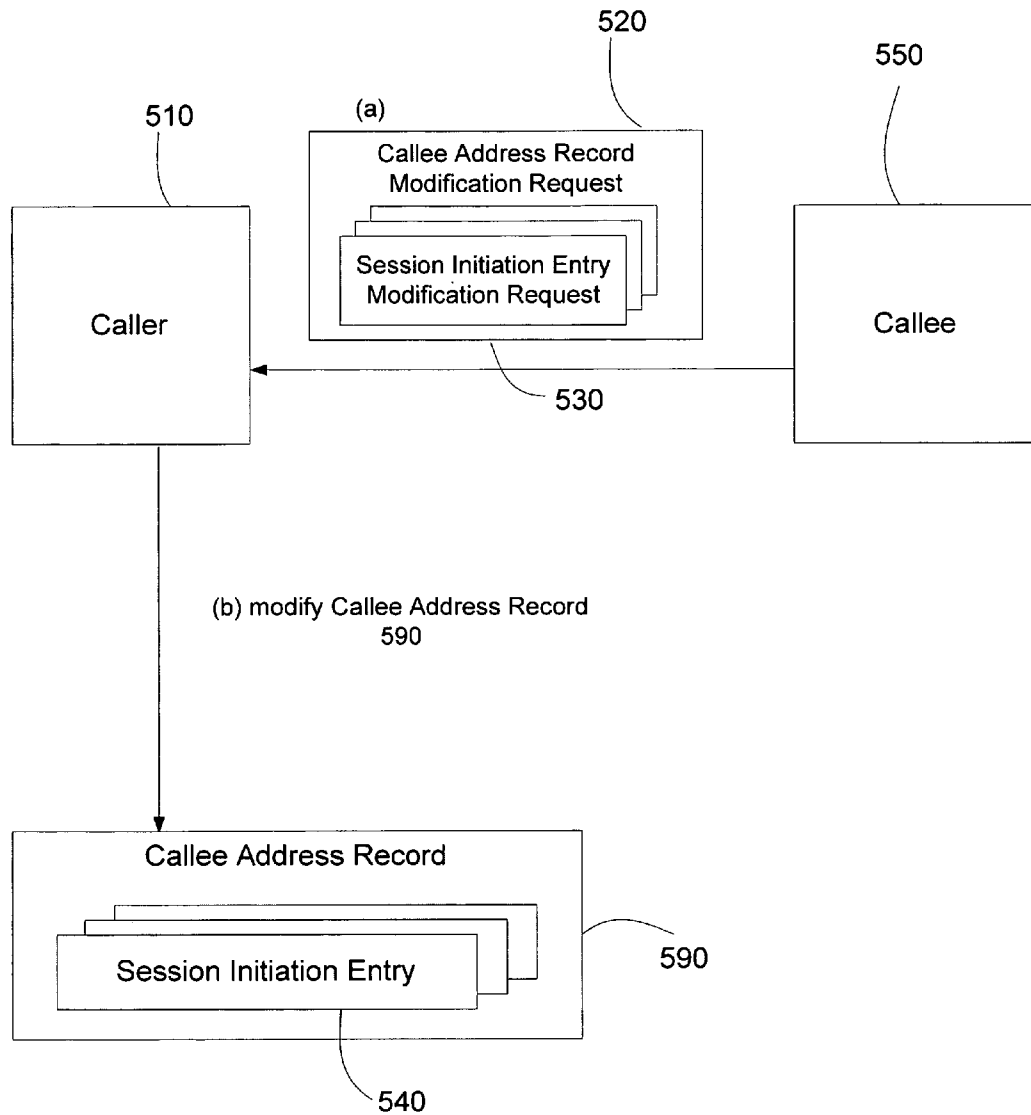 520
550
(a)
510
Callee Address Record
Modification Request
Session Initiation Entry
Modification Request
Caller
Callee
530
(b) modify Callee Address Record
590
Callee Address Record
Session Initiation Entry
590
540